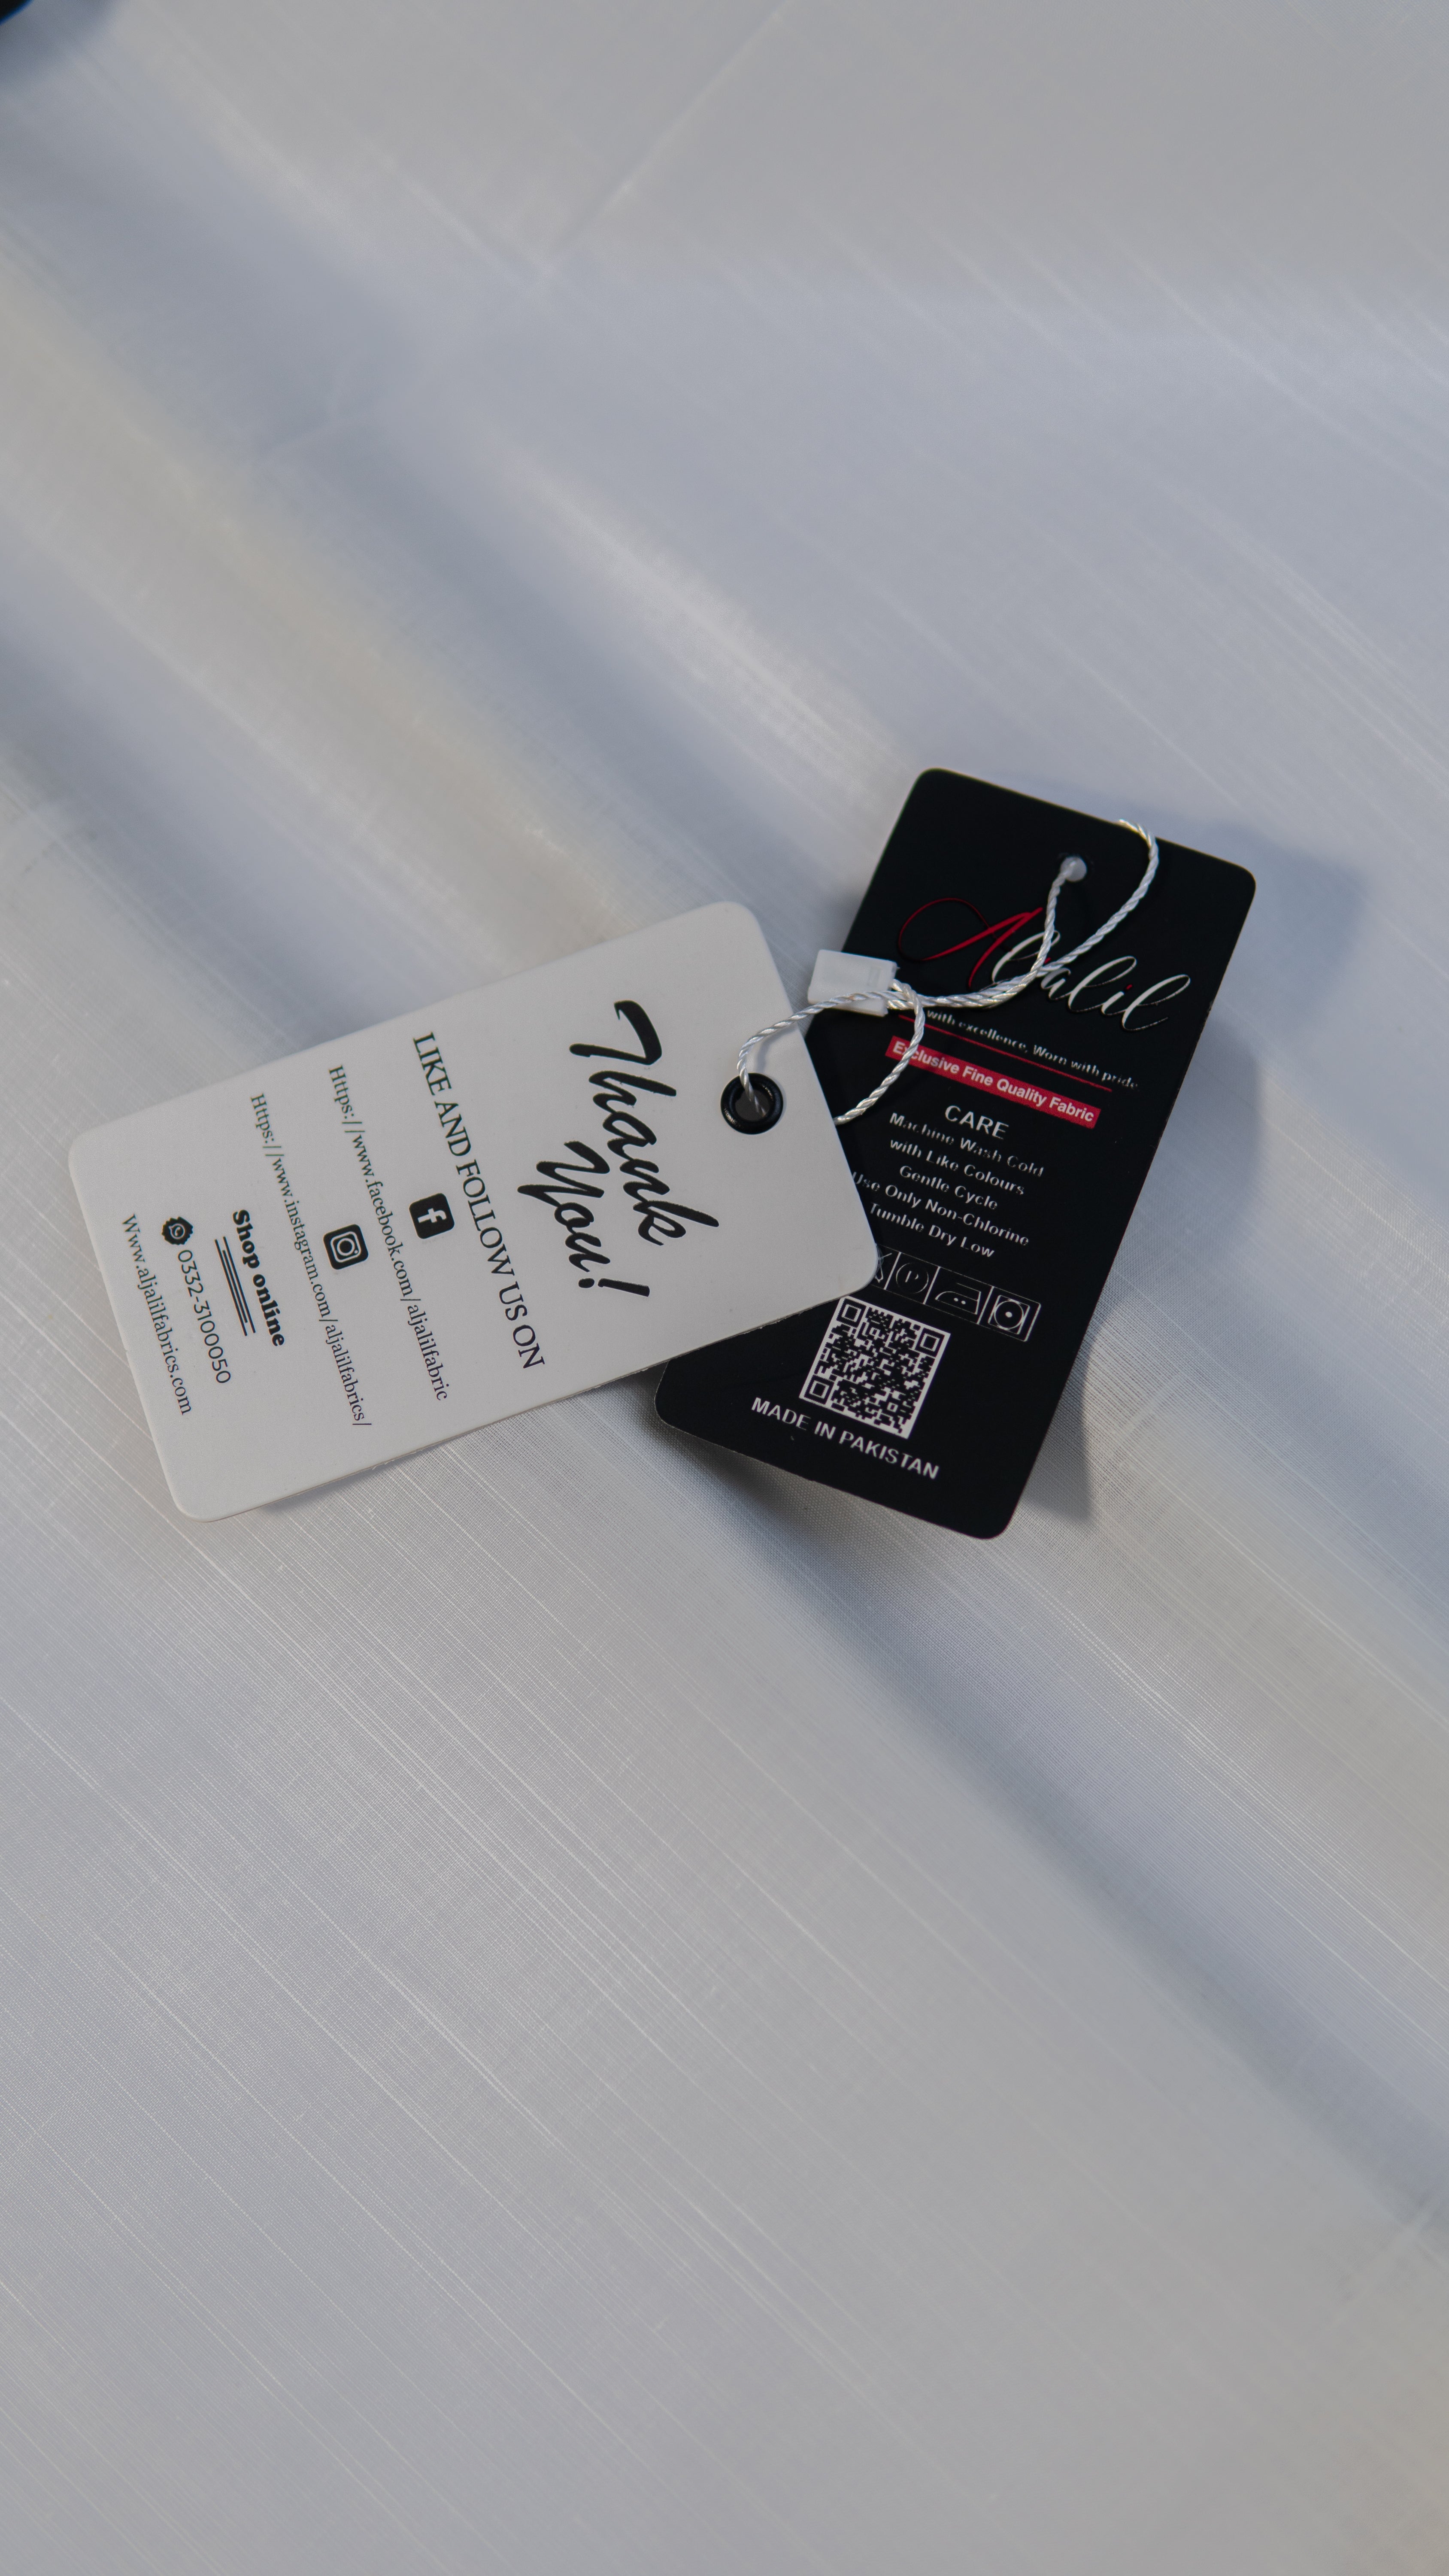 Thank
You!
LIKE AND FOLLOW US ON
Https://www.facebook.com/aljalilfabric
Https://www.instagram.com/aljalilfabrics/
Shop online
0332-3100050
Www.aljalilfabrics.com
with excellence, Worn with pride
Exclusive Fine Quality Fabric
CARE
Machine Wash Cold
with Like Colours
Gentle Cycle
Use Only Non-Chlorine
Tumble Dry Low
MADE IN PAKISTAN